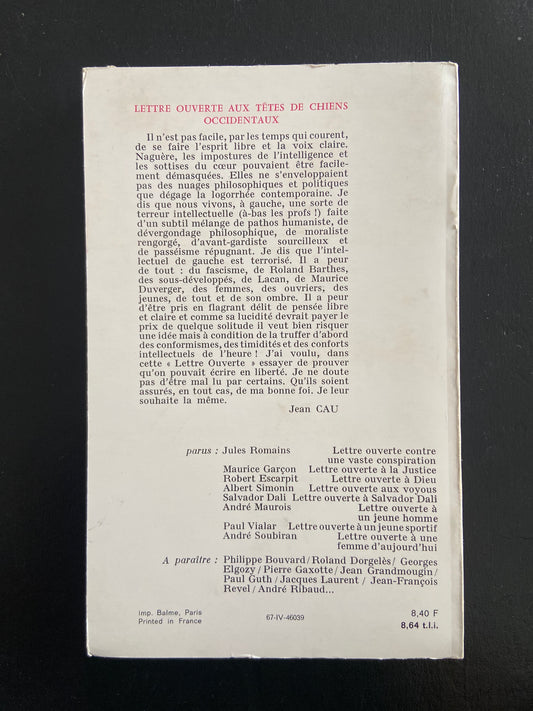 LETTRE OUVERTE AUX TÊTES DE CHIENS
OCCIDENTAUX
Il n'est pas facile, par les temps qui courent,
de se faire l'esprit libre et la voix claire.
Naguère, les impostures de l'intelligence et
les sottises du cœur pouvaient être facile-
ment démasquées. Elles ne s'enveloppaient
pas des nuages philosophiques et politiques
que dégage la logorrhée contemporaine. Je
dis que nous vivons, à gauche, une sorte de
terreur intellectuelle (à-bas les profs !) faite
d'un subtil mélange de pathos humaniste, de
dévergondage philosophique, de moraliste
rengorgé, d'avant-gardiste sourcilleux et
de passéisme répugnant. Je dis que l'intel-
lectuel de gauche est terrorisé. Il a peur
de tout : du fascisme, de Roland Barthes,
des sous-développés, de Lacan, de Maurice
Duverger, des femmes, des ouvriers, des
jeunes, de tout et de son ombre. Il a peur
d'être pris en flagrant délit de pensée libre
et claire et comme sa lucidité devrait payer le
prix de quelque solitude il veut bien risquer
une idée mais à condition de la truffer d'abord
des conformismes, des timidités et des conforts
intellectuels de l'heure ! J'ai voulu, dans
cette « Lettre Ouverte » essayer de prouver
qu'on pouvait écrire en liberté. Je ne doute
pas d'être mal lu par certains. Qu'ils soient
assurés, en tout cas, de ma bonne foi. Je leur
souhaite la même.
Jean CAU
parus : Jules Romains Lettre ouverte contre
une vaste conspiration
Maurice Garçon Lettre ouverte à la Justice
Robert Escarpit Lettre ouverte à Dieu
Albert Simonin Lettre ouverte aux voyous
Salvador Dali Lettre ouverte à Salvador Dali
André Maurois Lettre ouverte à
un jeune homme
Paul Vialar Lettre ouverte à un jeune sportif
André Soubiran Lettre ouverte à une
femme d'aujourd'hui
A paraître : Philippe Bouvard / Roland Dorgelès / Georges
Elgozy / Pierre Gaxotte / Jean Grandmougin /
Paul Guth / Jacques Laurent / Jean-François
Revel / André Ribaud...
Imp. Balme, Paris
Printed in France
67-IV-46039
8,40 F
8,64 t.l.i.